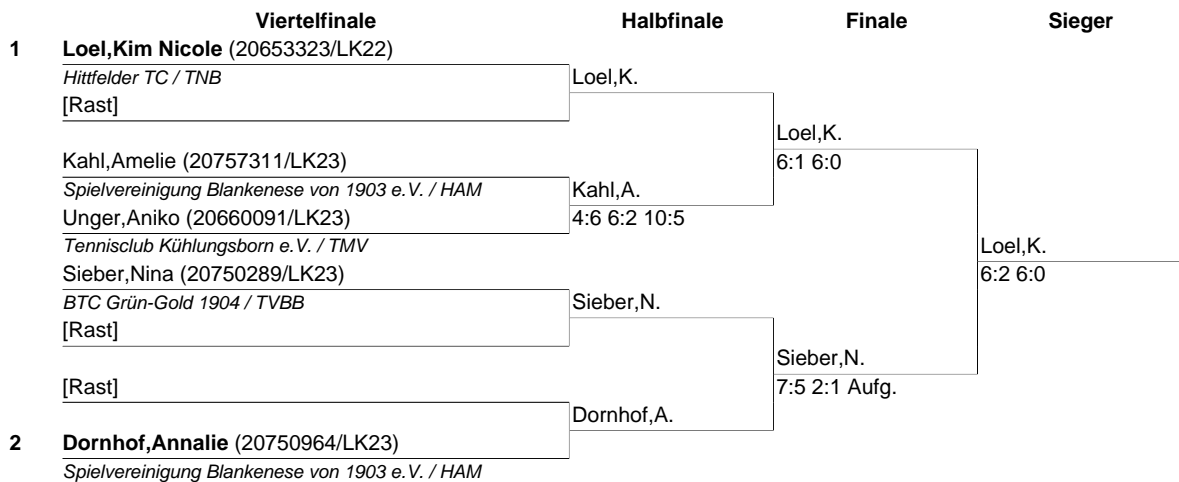 Viertelfinale Halbfinale Finale Sieger
1 Loel,Kim Nicole (20653323/LK22)
Hittfelder TC / TNB Loel,K.
[Rast]
Loel,K.
Kahl,Amelie (20757311/LK23) 6:1 6:0
Spielvereinigung Blankenese von 1903 e.V. / HAM Kahl,A.
Unger,Aniko (20660091/LK23) 4:6 6:2 10:5
Tennisclub Kühlungsborn e.V. / TMV Loel,K.
Sieber,Nina (20750289/LK23) 6:2 6:0
BTC Grün-Gold 1904 / TVBB Sieber,N.
[Rast]
Sieber,N.
[Rast] 7:5 2:1 Aufg.
Dornhof,A.
2 Dornhof,Annalie (20750964/LK23)
Spielvereinigung Blankenese von 1903 e.V. / HAM